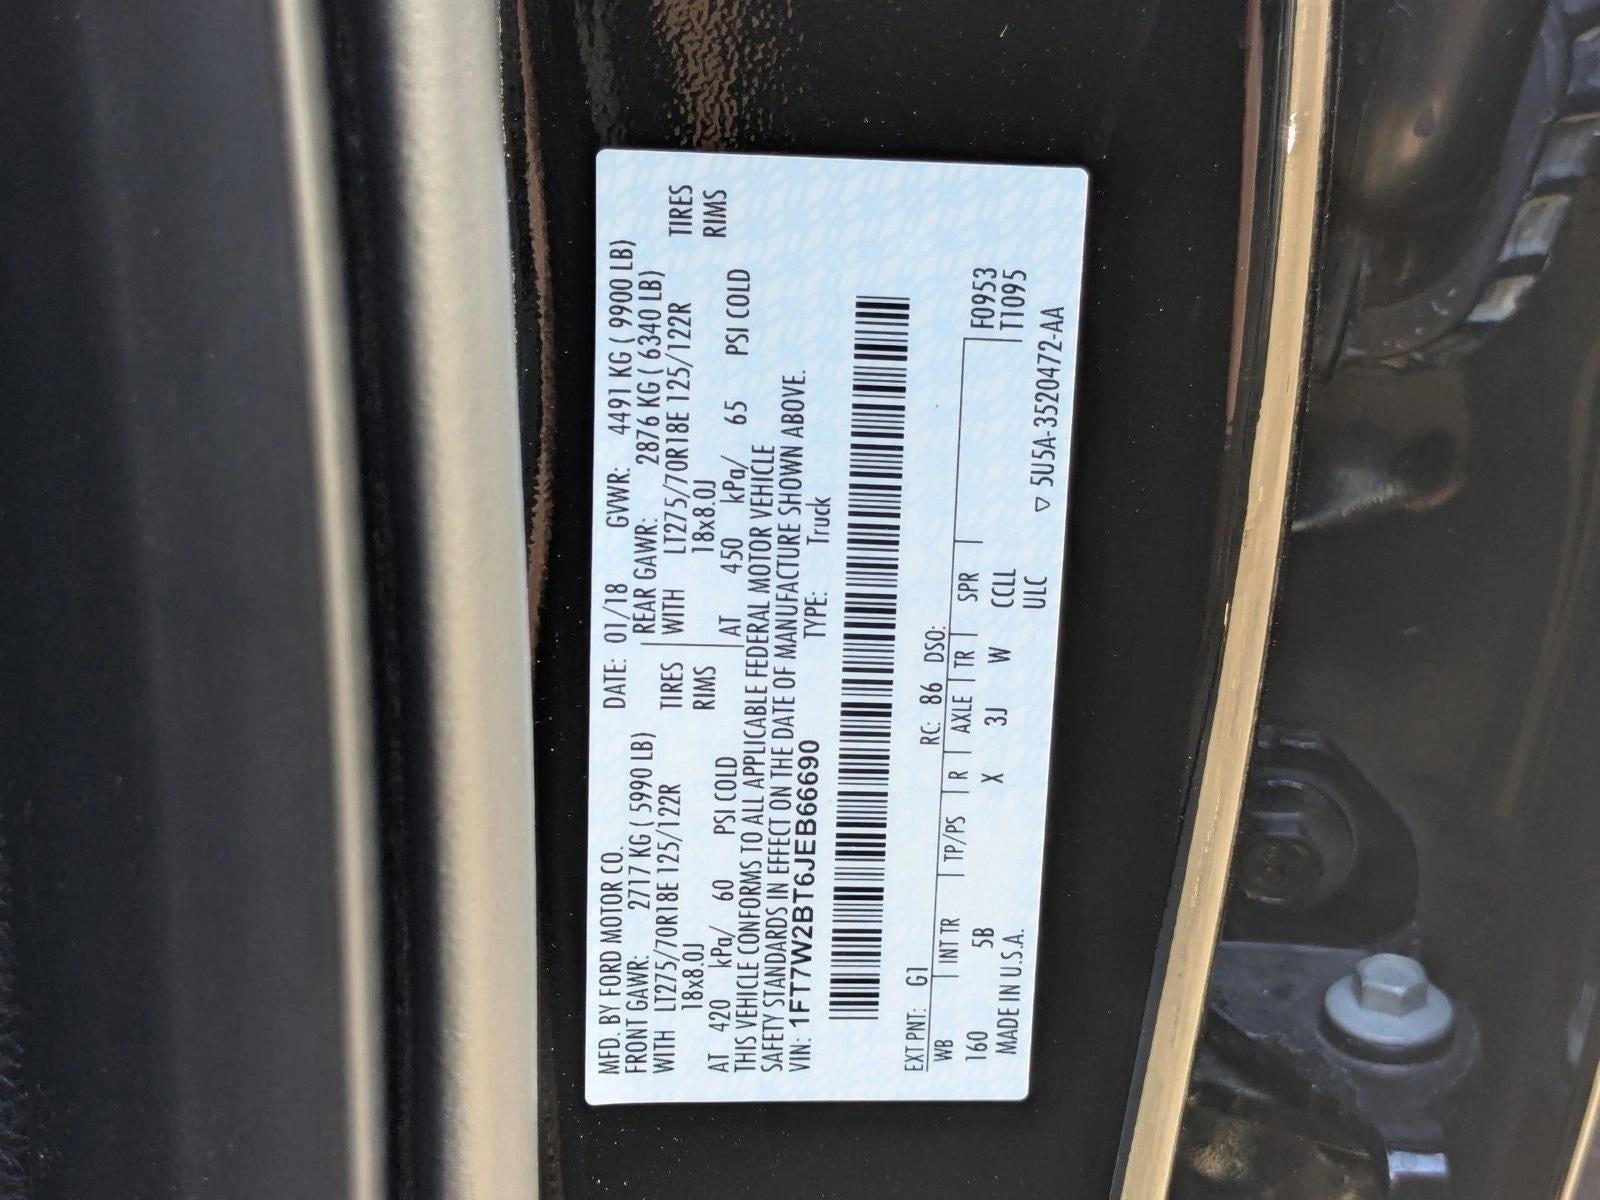 MFD. BY FORD MOTOR CO. DATE: 01/18 GVWR: 4491 KG ( 9900 LB)
FRONT GAWR: 2717 KG ( 5990 LB) REAR GAWR: 2876 KG ( 6340 LB)
WITH LT275/70R18E 125/122R TIRES WITH LT275/70R18E 125/122R TIRES
18x8.0J RIMS 18x8.0J RIMS
AT 420 kPa/ 60 PSI COLD AT 450 kPa/ 65 PSI COLD
THIS VEHICLE CONFORMS TO ALL APPLICABLE FEDERAL MOTOR VEHICLE
SAFETY STANDARDS IN EFFECT ON THE DATE OF MANUFACTURE SHOWN ABOVE.
VIN: 1FT7W2BT6JEB66690 TYPE: Truck
EXT PNT: G1 RC: 86 DSO:
WB INT TR TP/PS R AXLE TR SPR F0953
160 5B X 3J W CCLL T1095
MADE IN U.S.A. ULC ▽ 5U5A-3520472-AA